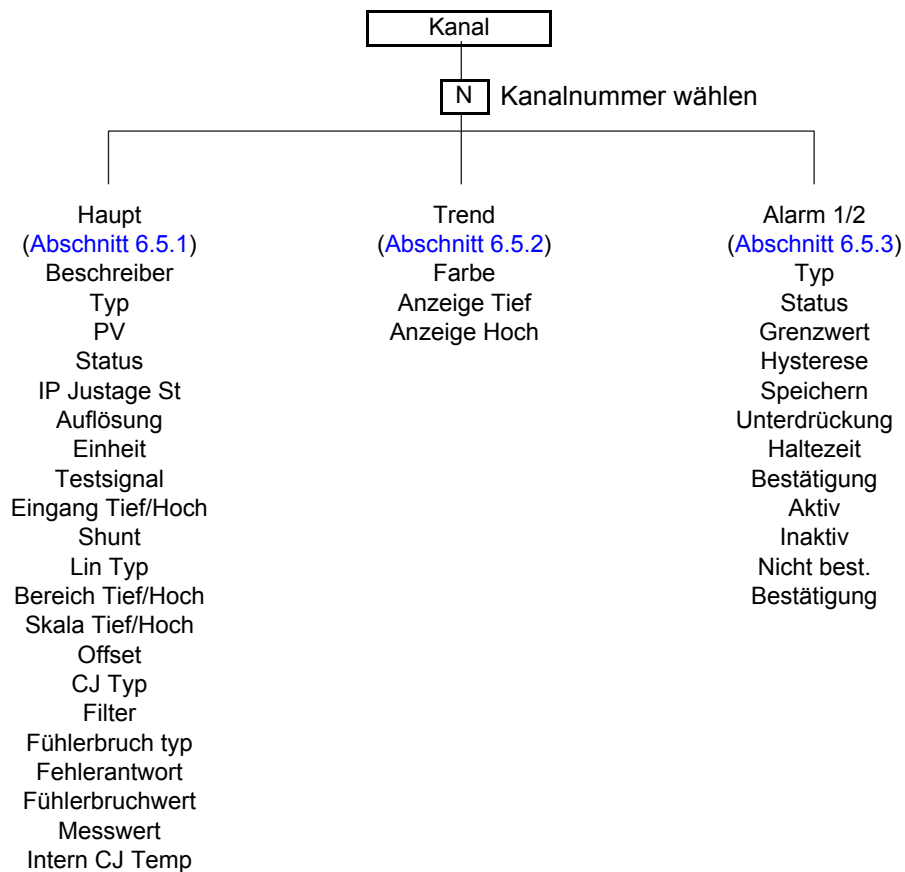 Kanal
N Kanalnummer wählen
Haupt
(Abschnitt 6.5.1)
Beschreiber
Typ
PV
Status
IP Justage St
Auflösung
Einheit
Testsignal
Eingang Tief/Hoch
Shunt
Lin Typ
Bereich Tief/Hoch
Skala Tief/Hoch
Offset
CJ Typ
Filter
Fühlerbruch typ
Fehlerantwort
Fühlerbruchwert
Messwert
Intern CJ Temp
Trend
(Abschnitt 6.5.2)
Farbe
Anzeige Tief
Anzeige Hoch
Alarm 1/2
(Abschnitt 6.5.3)
Typ
Status
Grenzwert
Hysterese
Speichern
Unterdrückung
Haltezeit
Bestätigung
Aktiv
Inaktiv
Nicht best.
Bestätigung